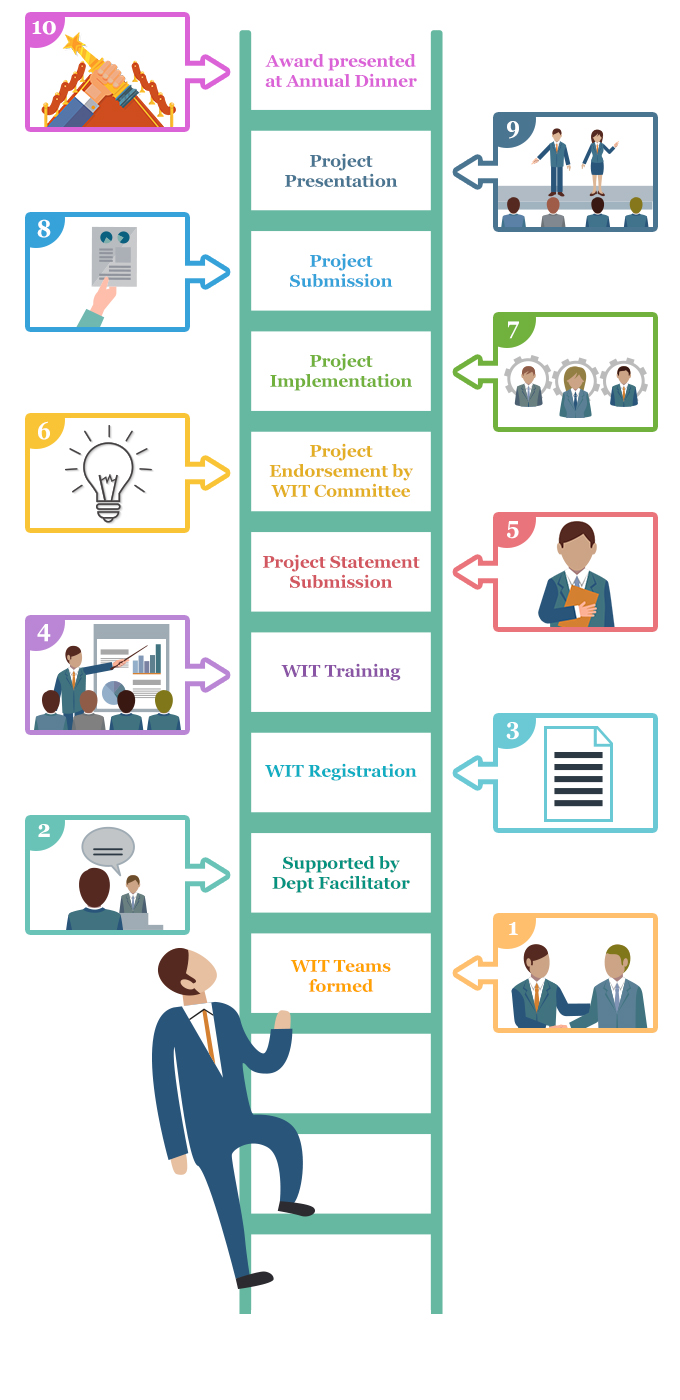 10
Award presented
at Annual Dinner
9
Project
Presentation
8
Project
Submission
7
Project
Implementation
6
Project
Endorsement by
WIT Committee
5
Project Statement
Submission
4
WIT Training
3
WIT Registration
2
Supported by
Dept Facilitator
1
WIT Teams
formed